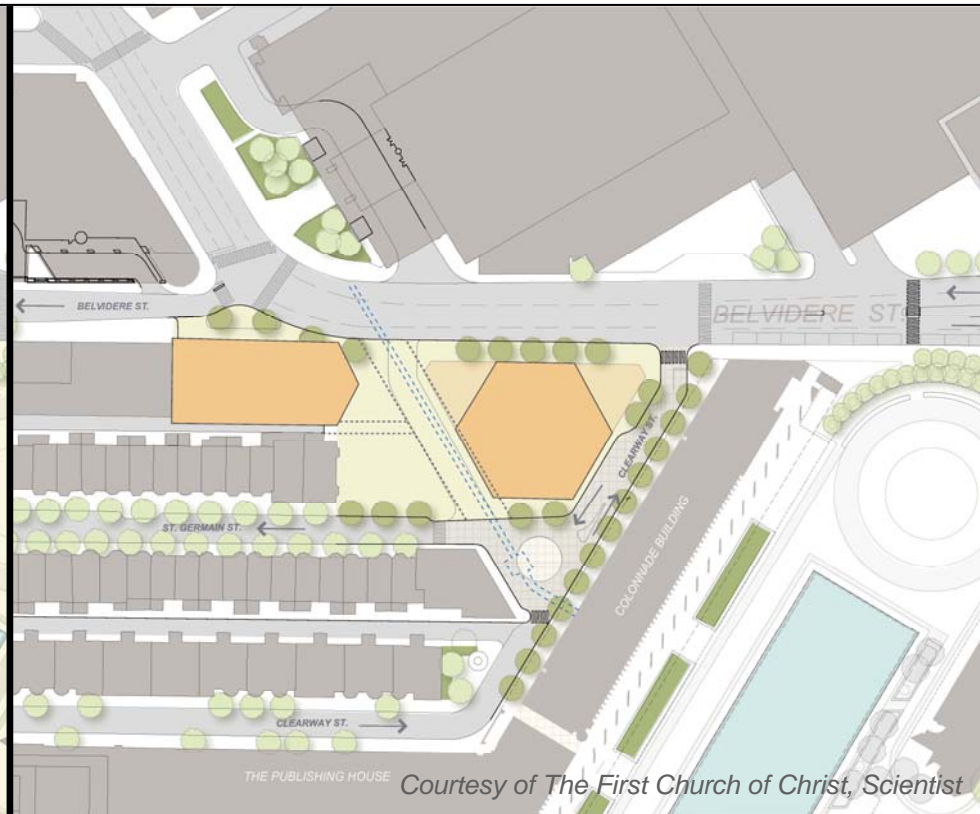 BELVIDERE ST.
BELVIDERE ST.
CLEARWAY ST.
ST. GERMAIN ST.
COLONNADE BUILDING
CLEARWAY ST.
THE PUBLISHING HOUSE
Courtesy of The First Church of Christ, Scientist